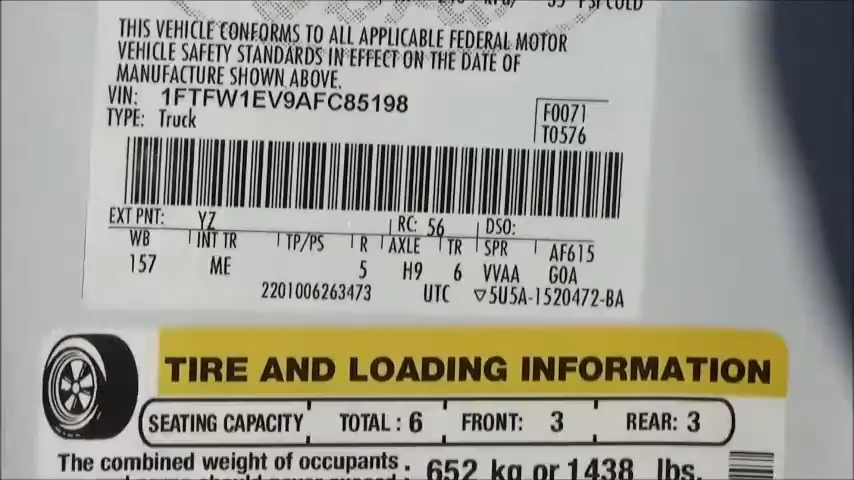 THIS VEHICLE CONFORMS TO ALL APPLICABLE FEDERAL MOTOR
VEHICLE SAFETY STANDARDS IN EFFECT ON THE DATE OF
MANUFACTURE SHOWN ABOVE.
VIN: 1FTFW1EV9AFC85198
TYPE: Truck
F0071
T0576
EXT PNT: YZ RC: 56 DSO:
WB INT TR TP/PS R AXLE TR SPR AF615
157 ME 5 H9 6 VVAA GOA
2201006263473 UTC ▽5U5A-1520472-BA
TIRE AND LOADING INFORMATION
SEATING CAPACITY TOTAL : 6 FRONT: 3 REAR: 3
The combined weight of occupants 652 kg or 1438 lbs.